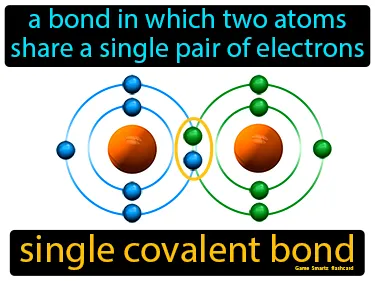 a bond in which two atoms
share a single pair of electrons
single covalent bond
Game Smartz flashcard